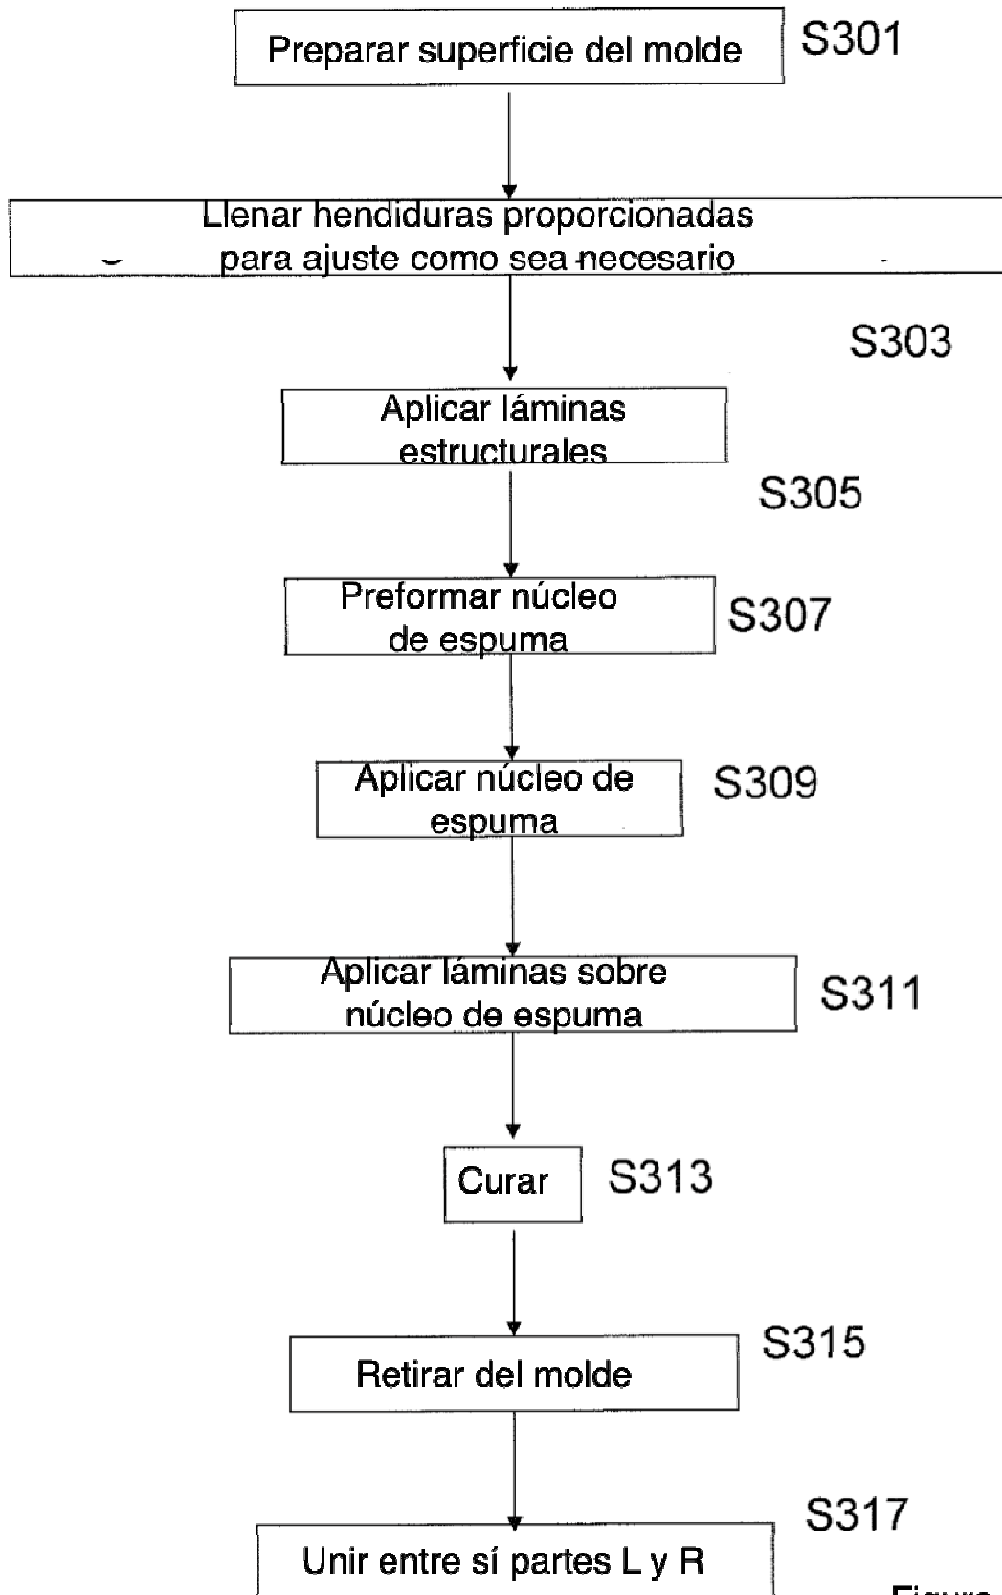 Preparar superficie del molde
S301
Llenar hendiduras proporcionadas
para ajuste como sea necesario
S303
Aplicar láminas
estructurales
S305
Preformar núcleo
de espuma
S307
Aplicar núcleo de
espuma
S309
Aplicar láminas sobre
núcleo de espuma
S311
Curar
S313
Retirar del molde
S315
Unir entre sí partes L y R
S317